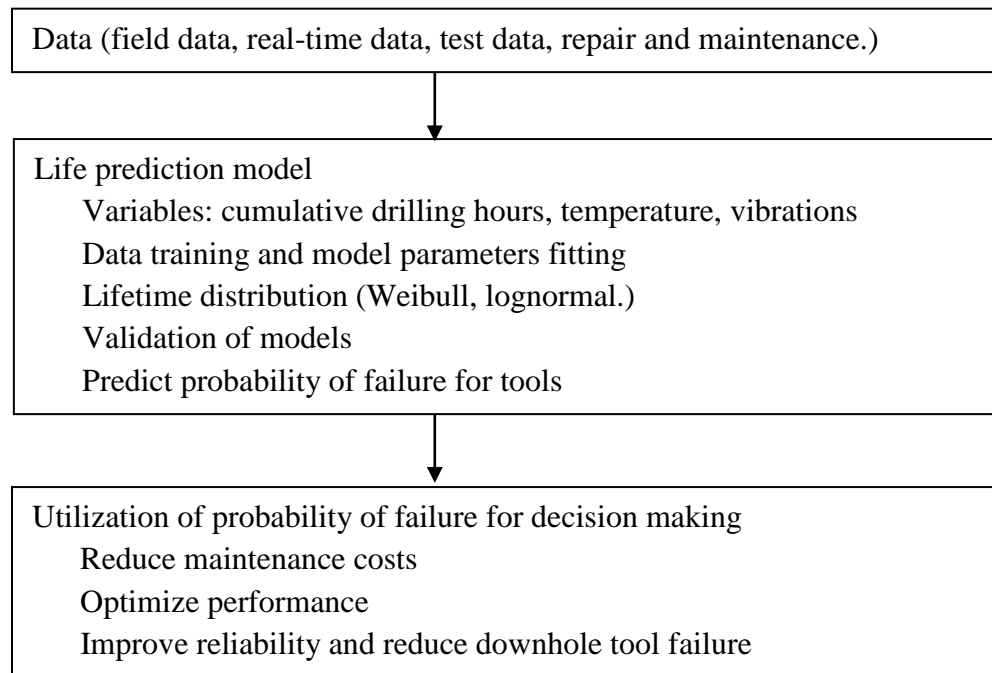 Data (field data, real-time data, test data, repair and maintenance.)
Life prediction model
Variables: cumulative drilling hours, temperature, vibrations
Data training and model parameters fitting
Lifetime distribution (Weibull, lognormal.)
Validation of models
Predict probability of failure for tools
Utilization of probability of failure for decision making
Reduce maintenance costs
Optimize performance
Improve reliability and reduce downhole tool failure